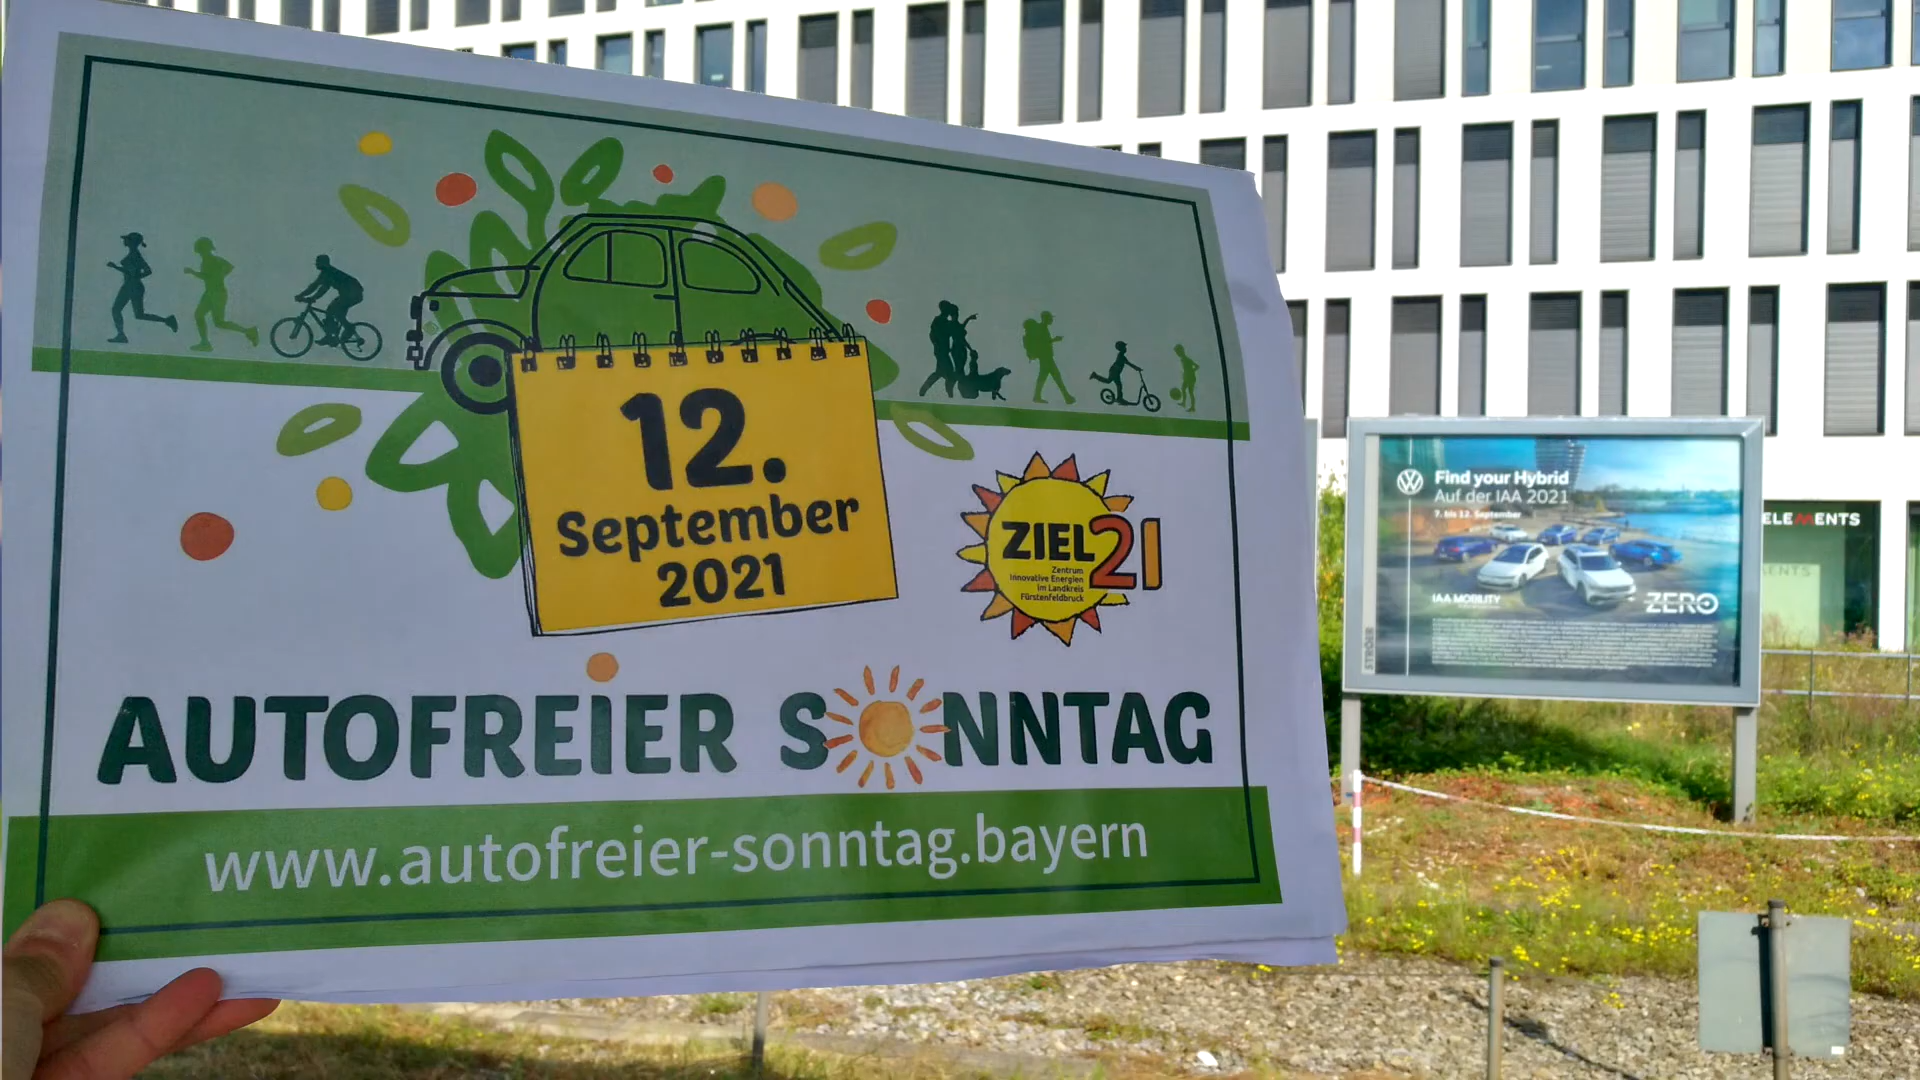 12.
September
2021
ZIEL21
Zentrum
Innovative Energien
im Landkreis
Fürstenfeldbruck
AUTOFREIER SONNTAG
www.autofreier-sonntag.bayern
Find your Hybrid
Auf der IAA 2021
7. bis 12. September
IAA MOBILITY
ZERO
STRÖER
ELEMENTS